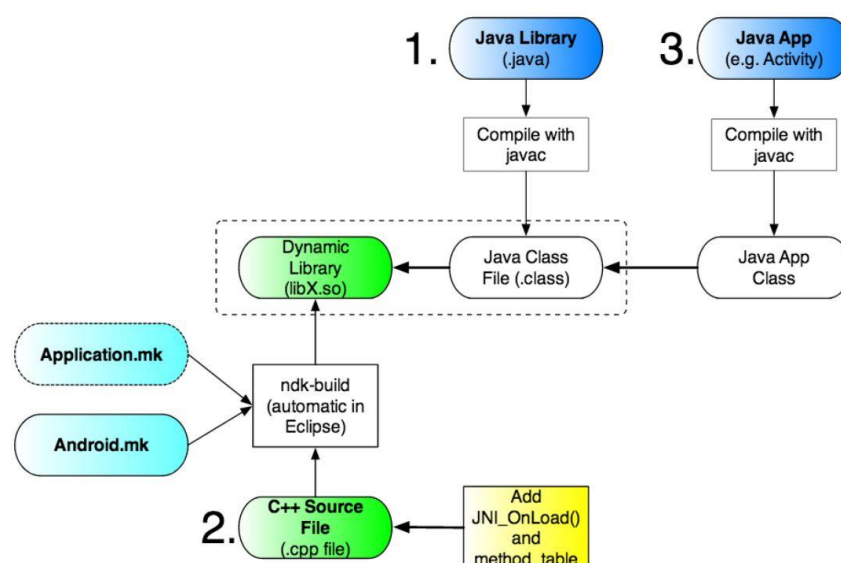 1.
Java Library
(.java)
3.
Java App
(e.g. Activity)
Compile with
javac
Compile with
javac
Dynamic
Library
(libX.so)
Java Class
File (.class)
Java App
Class
Application.mk
ndk-build
(automatic in
Eclipse)
Android.mk
2.
C++ Source
File
(.cpp file)
Add
JNI_OnLoad()
and
method_table